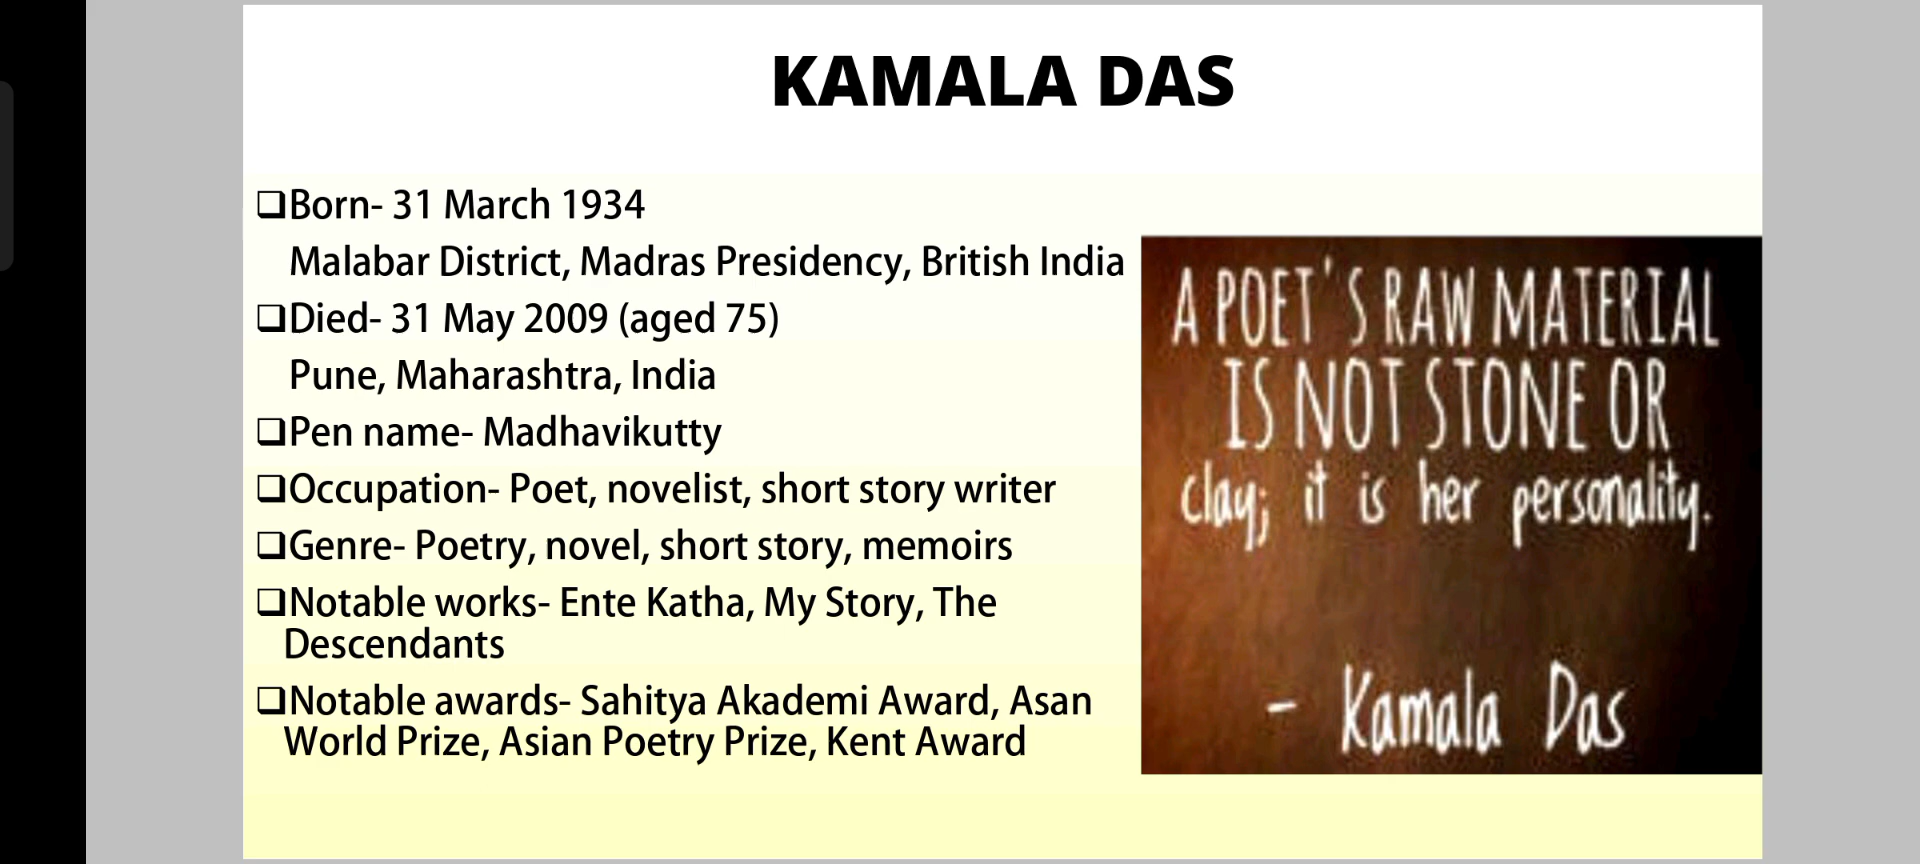 KAMALA DAS
❑Born- 31 March 1934
Malabar District, Madras Presidency, British India
❑Died- 31 May 2009 (aged 75)
Pune, Maharashtra, India
❑Pen name- Madhavikutty
❑Occupation- Poet, novelist, short story writer
❑Genre- Poetry, novel, short story, memoirs
❑Notable works- Ente Katha, My Story, The
Descendants
❑Notable awards- Sahitya Akademi Award, Asan
World Prize, Asian Poetry Prize, Kent Award
A POET'S RAW MATERIAL
IS NOT STONE OR
clay; it is her personality.
- Kamala Das